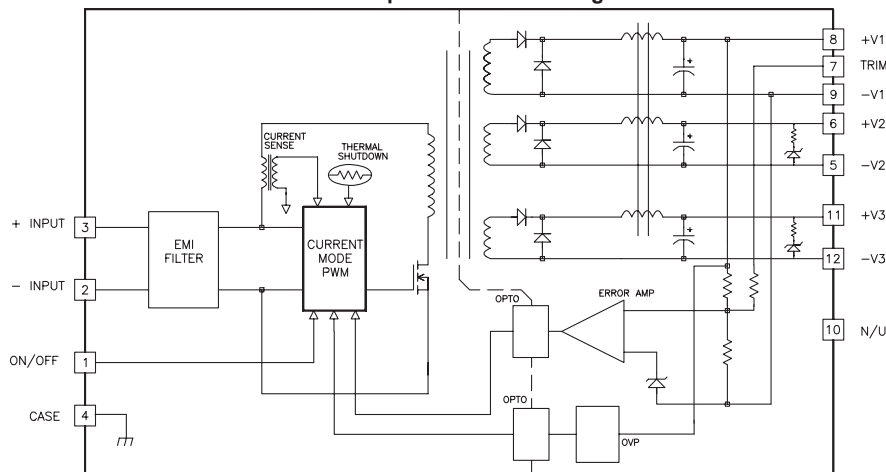 8 +V1
7 TRIM
9 -V1
6 +V2
5 -V2
11 +V3
12 -V3
10 N/U
CURRENT
SENSE
THERMAL
SHUTDOWN
+ INPUT 3
EMI
FILTER
CURRENT
MODE
PWM
- INPUT 2
ON/OFF 1
CASE 4
OPTO
ERROR AMP
OPTO
OVP
+
+
+